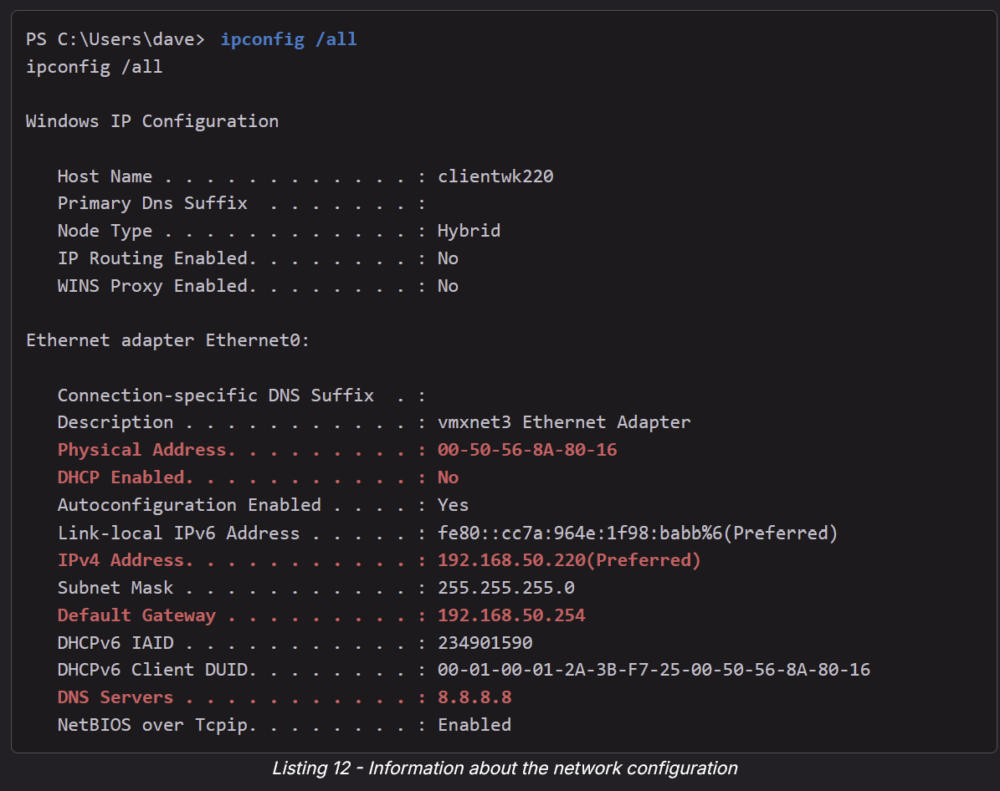 PS C:\Users\dave> ipconfig /all
ipconfig /all
Windows IP Configuration
Host Name . . . . . . . . . . . . : clientwk220
Primary Dns Suffix  . . . . . . . :
Node Type . . . . . . . . . . . . : Hybrid
IP Routing Enabled. . . . . . . . : No
WINS Proxy Enabled. . . . . . . . : No
Ethernet adapter Ethernet0:
Connection-specific DNS Suffix  . :
Description . . . . . . . . . . . : vmxnet3 Ethernet Adapter
Physical Address. . . . . . . . . : 00-50-56-8A-80-16
DHCP Enabled. . . . . . . . . . . : No
Autoconfiguration Enabled . . . . : Yes
Link-local IPv6 Address . . . . . : fe80::cc7a:964e:1f98:babb%6(Preferred)
IPv4 Address. . . . . . . . . . . : 192.168.50.220(Preferred)
Subnet Mask . . . . . . . . . . . : 255.255.255.0
Default Gateway . . . . . . . . . : 192.168.50.254
DHCPv6 IAID . . . . . . . . . . . : 234901590
DHCPv6 Client DUID. . . . . . . . : 00-01-00-01-2A-3B-F7-25-00-50-56-8A-80-16
DNS Servers . . . . . . . . . . . : 8.8.8.8
NetBIOS over Tcpip. . . . . . . . : Enabled
Listing 12 - Information about the network configuration